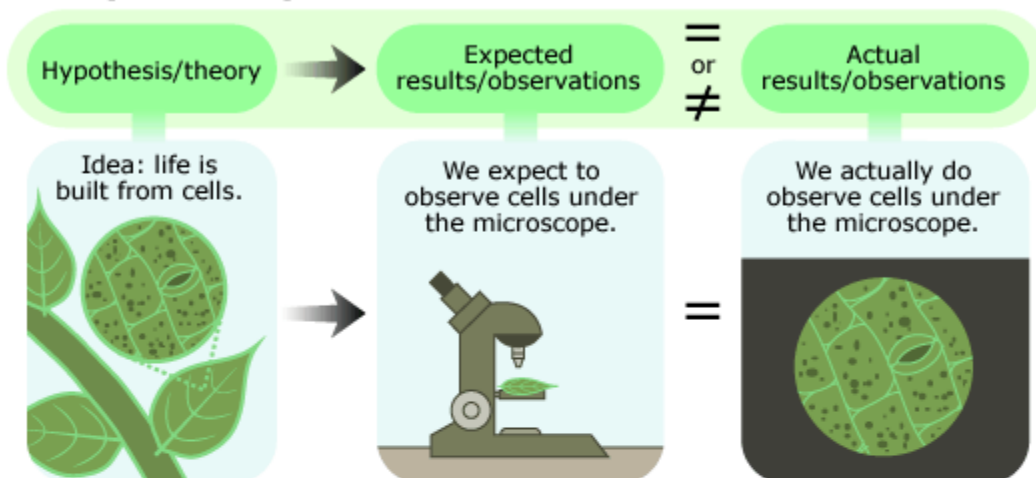 Hypothesis/theory
Expected
results/observations
=
or
≠
Actual
results/observations
Idea: life is
built from cells.
We expect to
observe cells under
the microscope.
=
We actually do
observe cells under
the microscope.